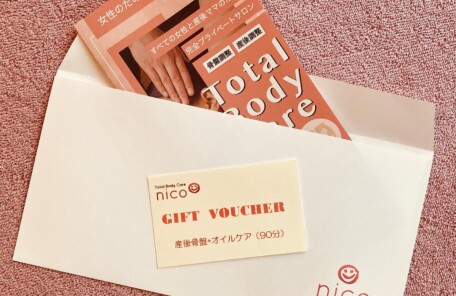 女性のた
すべての女性と産後ママの
完全プライベートサロン
骨盤調整 産後調整
Total
Body
Care
Total Body Care
nico
GIFT VOUCHER
産後骨盤+オイルケア（90分）
nico